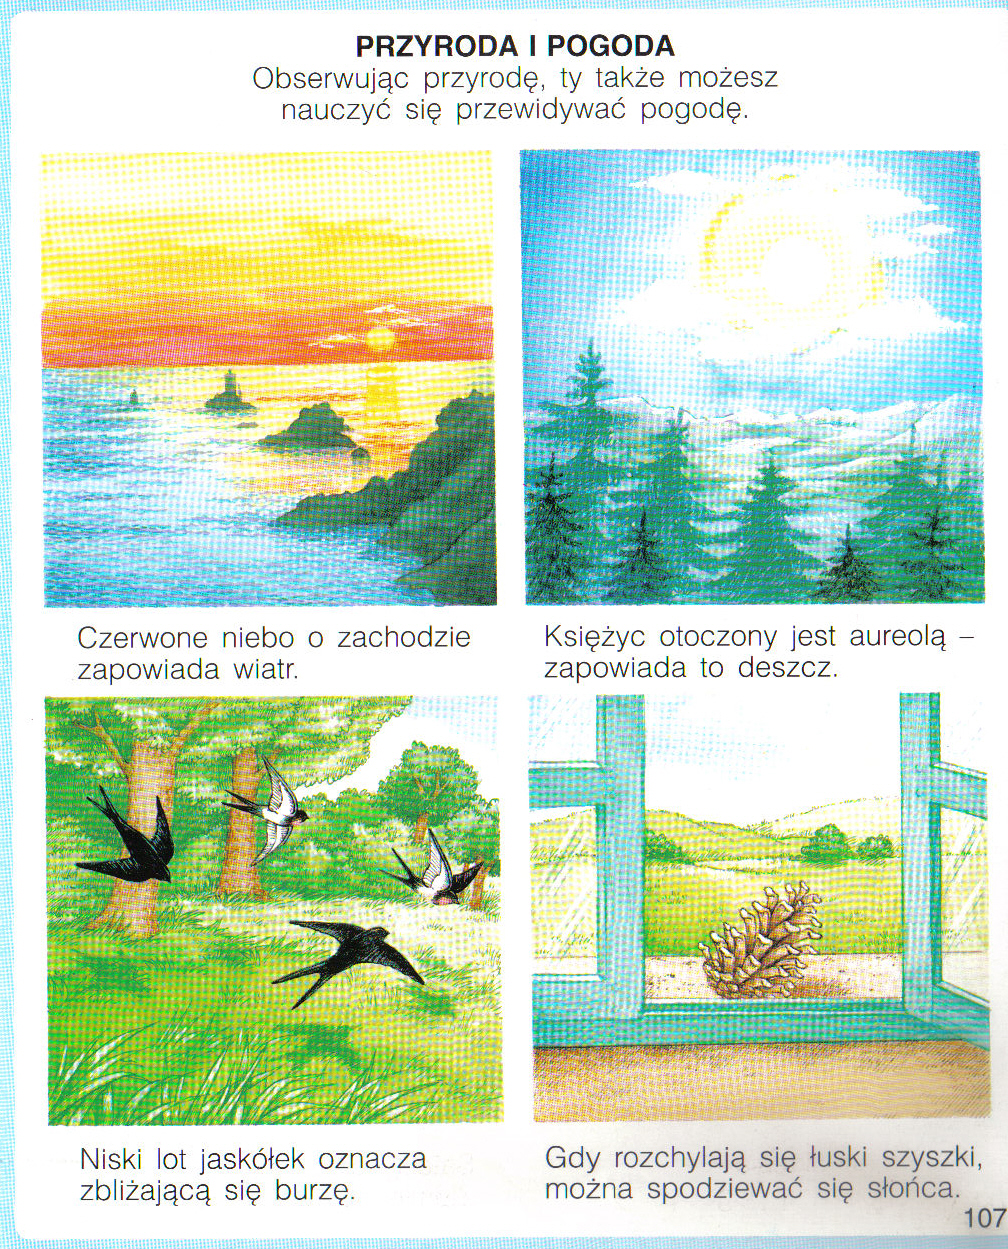 PRZYRODA I POGODA
Obserwując przyrodę, ty także możesz
nauczyć się przewidywać pogodę.
Czerwone niebo o zachodzie
zapowiada wiatr.
Księżyc otoczony jest aureolą –
zapowiada to deszcz.
Niski lot jaskółek oznacza
zbliżającą się burzę.
Gdy rozchylają się łuski szyszki,
można spodziewać się słońca.
107